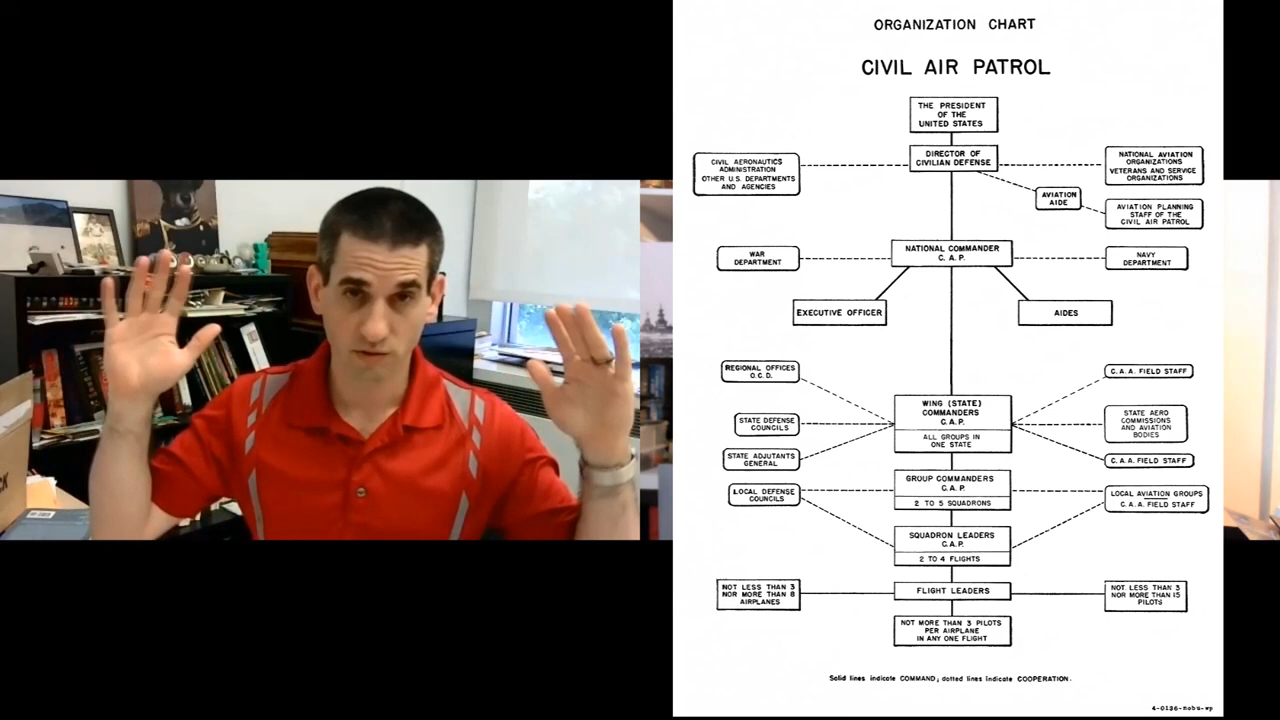 ORGANIZATION CHART
CIVIL AIR PATROL
THE PRESIDENT
OF THE
UNITED STATES
DIRECTOR OF
CIVILIAN DEFENSE
CIVIL AERONAUTICS
ADMINISTRATION
OTHER U.S. DEPARTMENTS
AND AGENCIES
NATIONAL AVIATION
ORGANIZATIONS
VETERANS AND SERVICE
ORGANIZATIONS
AVIATION
AIDE
AVIATION PLANNING
STAFF OF THE
CIVIL AIR PATROL
NATIONAL COMMANDER
C. A. P.
WAR
DEPARTMENT
NAVY
DEPARTMENT
EXECUTIVE OFFICER
AIDES
REGIONAL OFFICES
O.C.D.
C.A.A. FIELD STAFF
WING (STATE)
COMMANDERS
C.A.P.
ALL GROUPS IN
ONE STATE
STATE DEFENSE
COUNCILS
STATE AERO
COMMISSIONS
AND AVIATION
BODIES
STATE ADJUTANTS
GENERAL
C.A.A. FIELD STAFF
GROUP COMMANDERS
C.A.P.
2 TO 5 SQUADRONS
LOCAL DEFENSE
COUNCILS
LOCAL AVIATION GROUPS
C.A.A. FIELD STAFF
SQUADRON LEADERS
C.A.P.
2 TO 4 FLIGHTS
NOT LESS THAN 3
NOR MORE THAN 8
AIRPLANES
FLIGHT LEADERS
NOT LESS THAN 3
NOR MORE THAN 15
PILOTS
NOT MORE THAN 3 PILOTS
PER AIRPLANE
IN ANY ONE FLIGHT
Solid lines indicate COMMAND; dotted lines indicate COOPERATION.
4-0136-nobu-wp